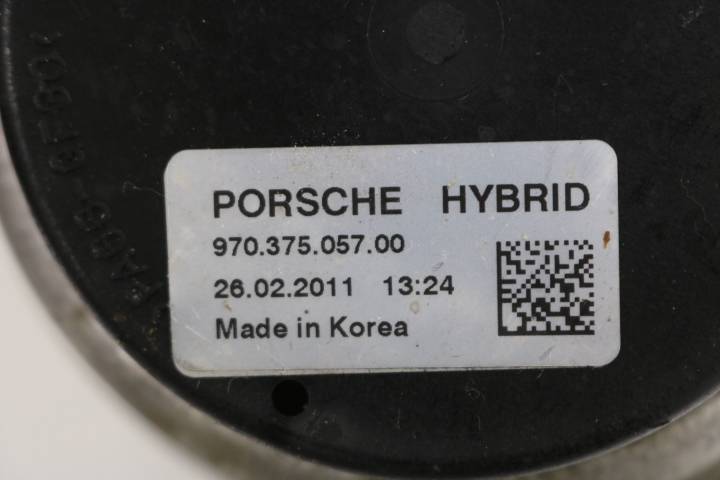 PORSCHE HYBRID
970.375.057.00
26.02.2011 13:24
Made in Korea